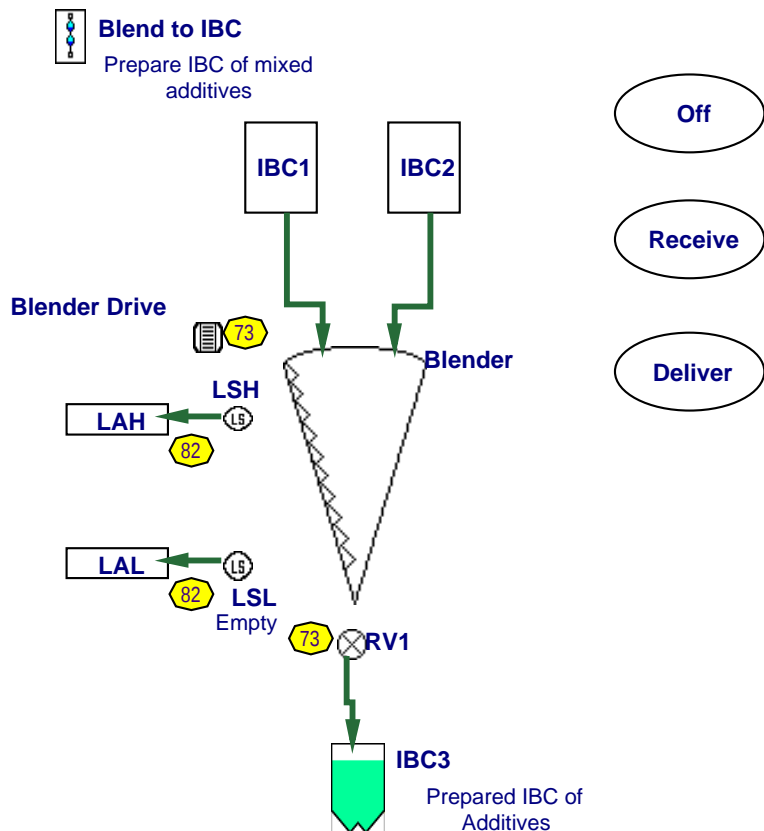 Blend to IBC
Prepare IBC of mixed
additives
Off
IBC1
IBC2
Receive
Blender Drive
73
Blender
Deliver
LSH
LAH
LS
82
LAL
LS
82
LSL
Empty
73
RV1
IBC3
Prepared IBC of
Additives